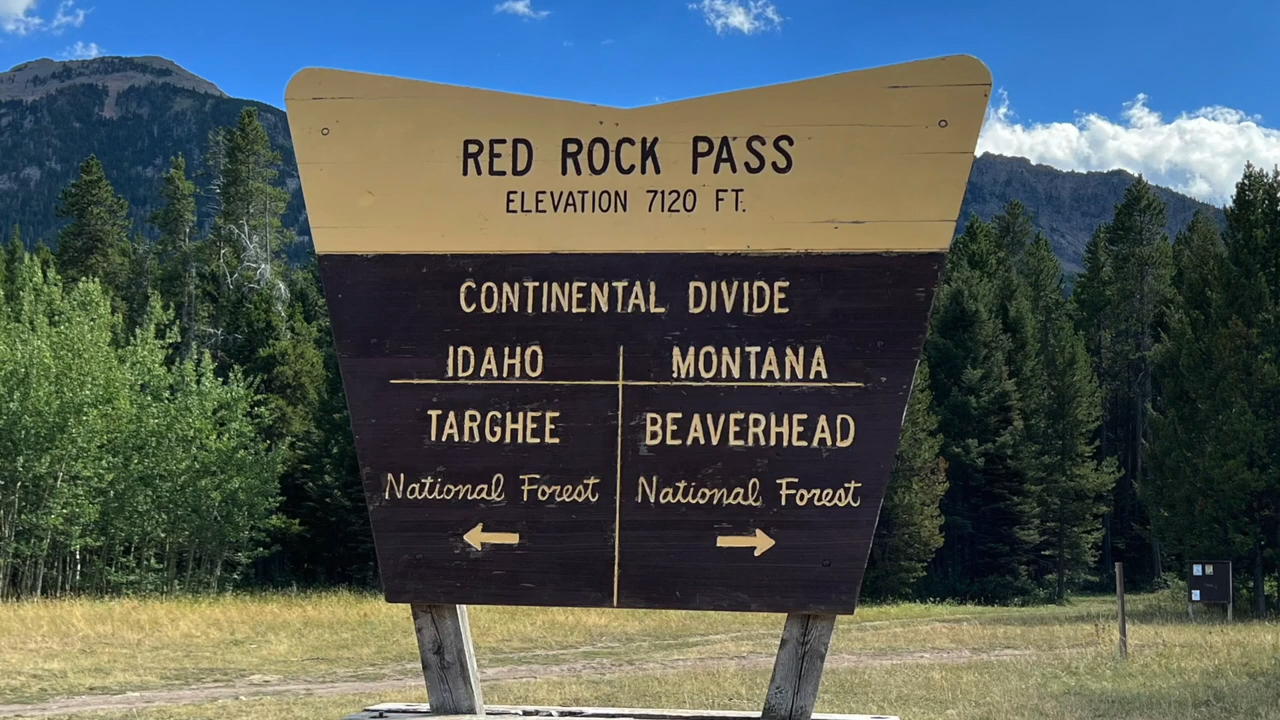 RED ROCK PASS
ELEVATION 7120 FT.
CONTINENTAL DIVIDE
IDAHO
MONTANA
TARGHEE
BEAVERHEAD
National Forest
National Forest